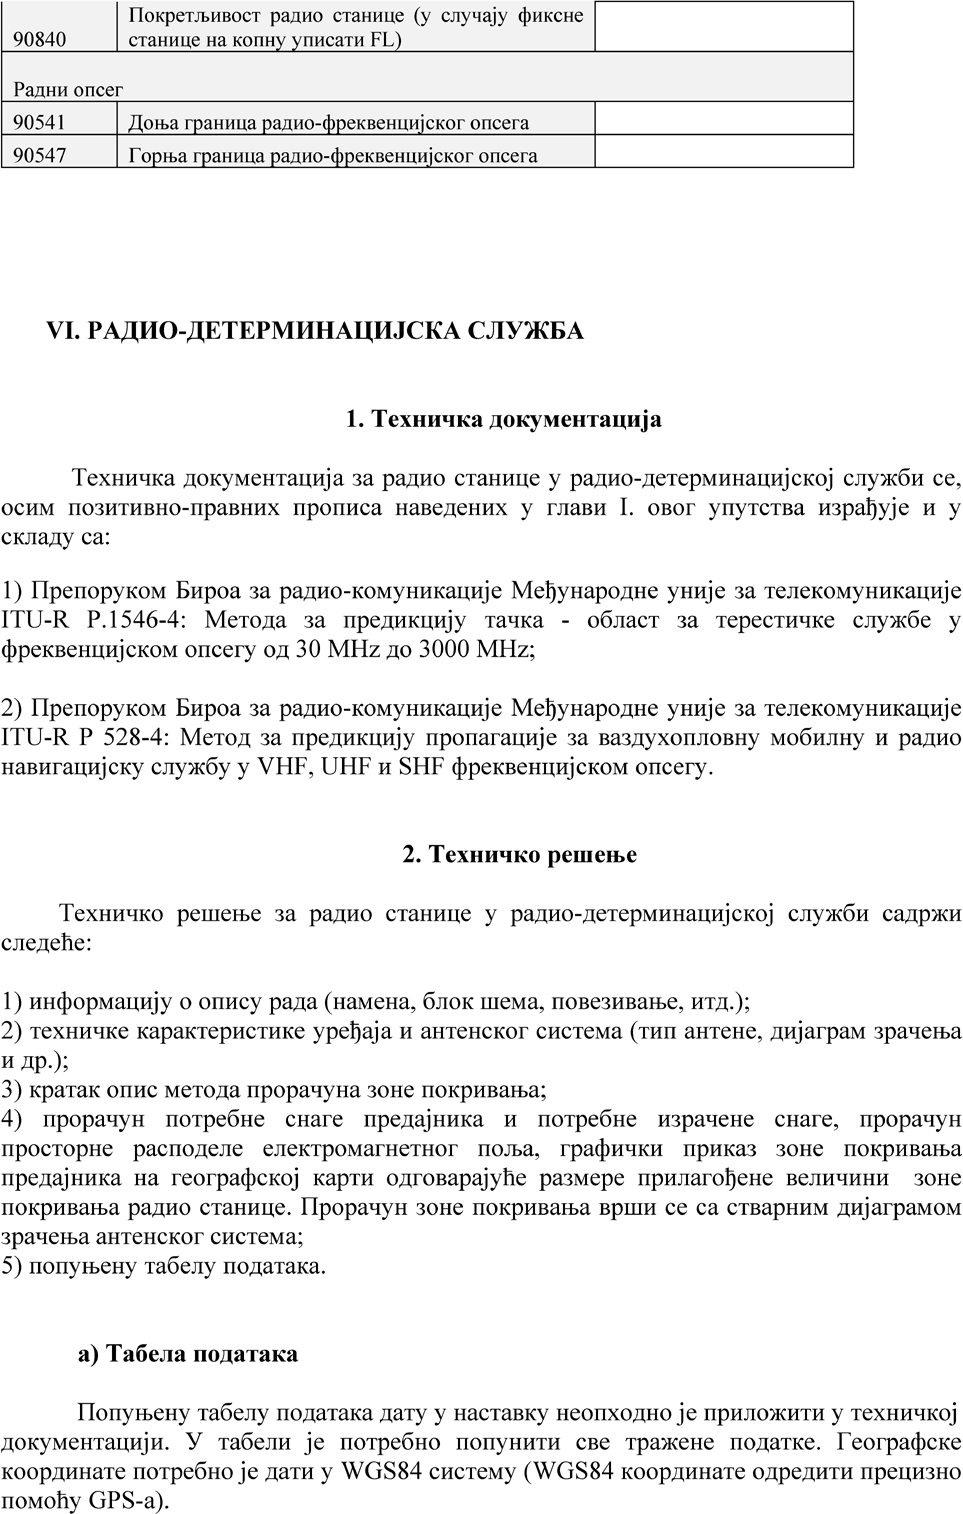 Покретљивост радио станице (у случају фиксне
90840 станице на копну уписати FL)
Радни опсег
90541 Доња граница радио-фреквенцијског опсега
90547 Горња граница радио-фреквенцијског опсега
VI. РАДИО-ДЕТЕРМИНАЦИЈСКА СЛУЖБА
1. Техничка документација
Техничка документација за радио станице у радио-детерминацијској служби се,
осим позитивно-правних прописа наведених у глави I. овог упутства израђује и у
складу са:
1) Препоруком Бироа за радио-комуникације Међународне уније за телекомуникације
ITU-R P.1546-4: Метода за предикцију тачка - област за терестичке службе у
фреквенцијском опсегу од 30 MHz до 3000 MHz;
2) Препоруком Бироа за радио-комуникације Међународне уније за телекомуникације
ITU-R P 528-4: Метод за предикцију пропагације за ваздухопловну мобилну и радио
навигацијску службу у VHF, UHF и SHF фреквенцијском опсегу.
2. Техничко решење
Техничко решење за радио станице у радио-детерминацијској служби садржи
следеће:
1) информацију о опису рада (намена, блок шема, повезивање, итд.);
2) техничке карактеристике уређаја и антенског система (тип антене, дијаграм зрачења
и др.);
3) кратак опис метода прорачуна зоне покривања;
4) прорачун потребне снаге предајника и потребне израчене снаге, прорачун
просторне расподеле електромагнетног поља, графички приказ зоне покривања
предајника на географској карти одговарајуће размере прилагођене величини зоне
покривања радио станице. Прорачун зоне покривања врши се са стварним дијаграмом
зрачења антенског система;
5) попуњену табелу података.
а) Табела података
Попуњену табелу података дату у наставку неопходно је приложити у техничкој
документацији. У табели је потребно попунити све тражене податке. Географске
координате потребно је дати у WGS84 систему (WGS84 координате одредити прецизно
помоћу GPS-а).